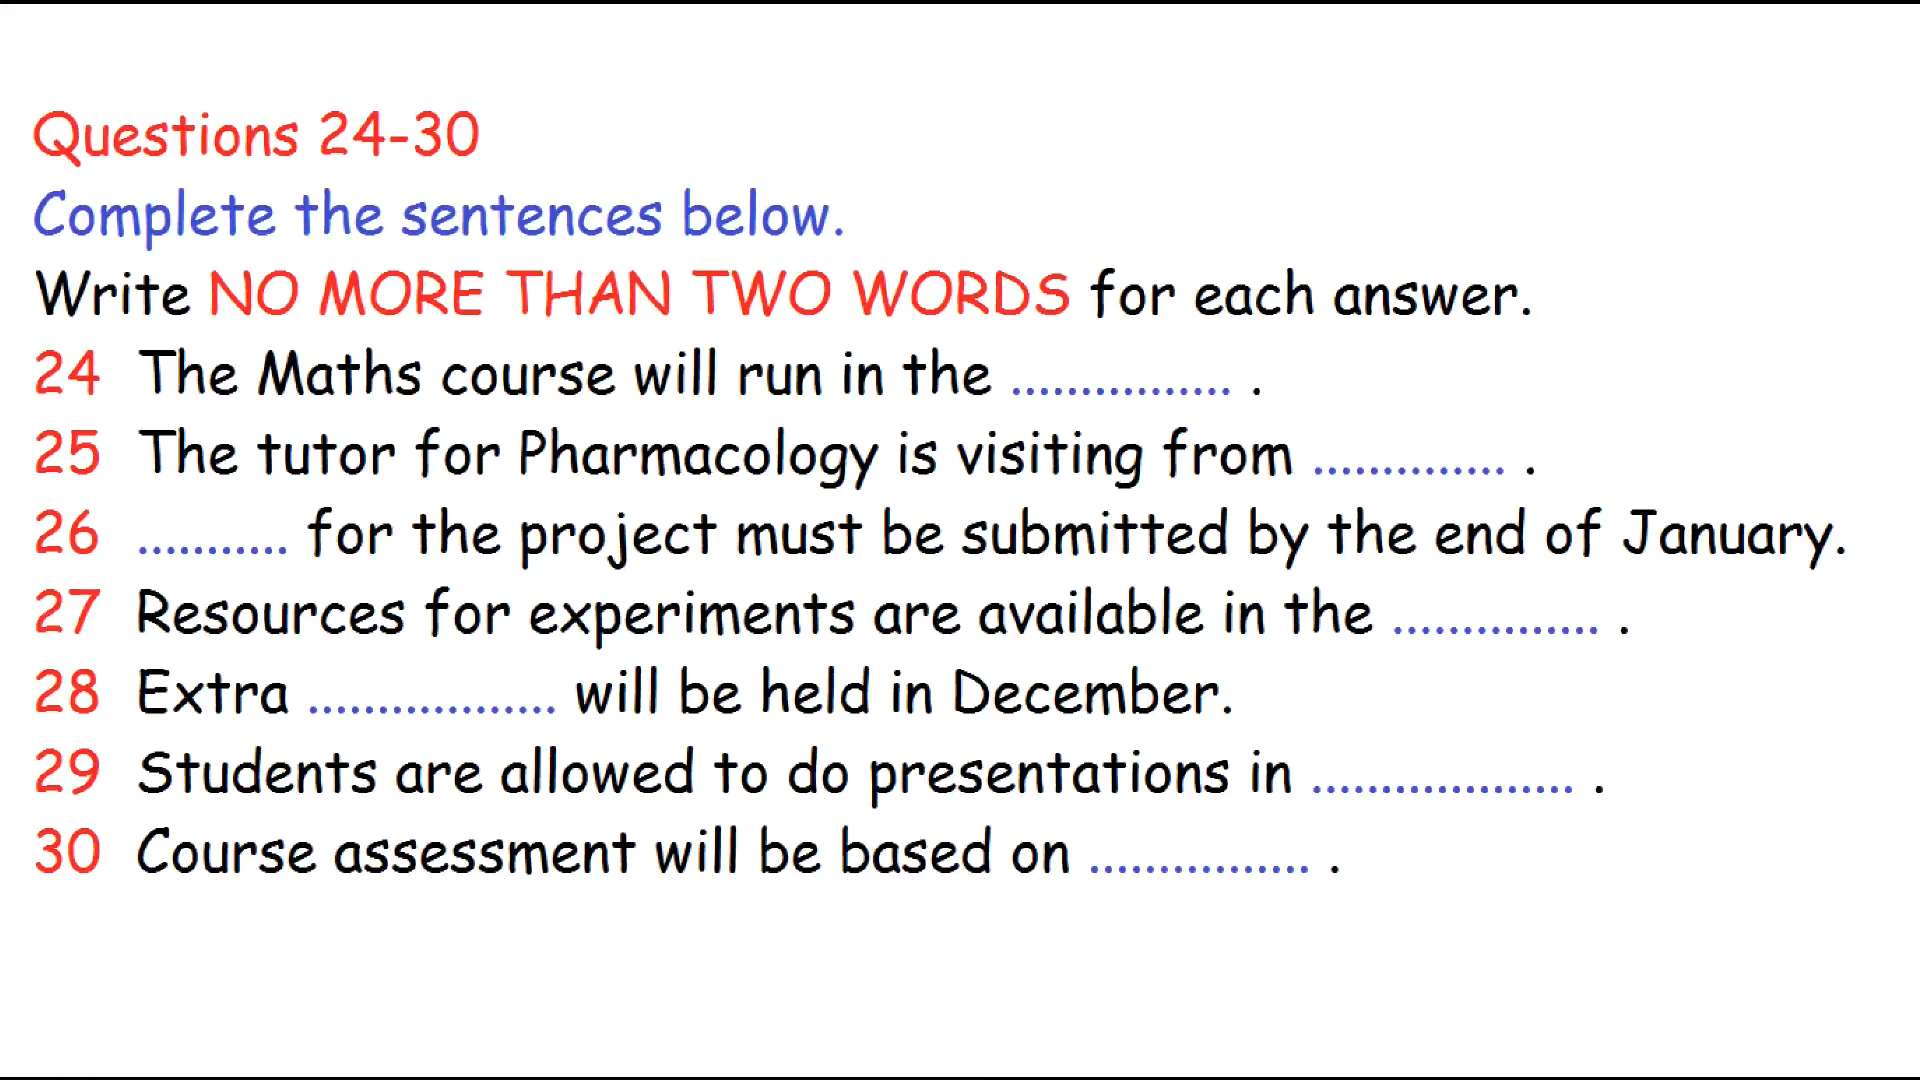 Questions 24-30
Complete the sentences below.
Write NO MORE THAN TWO WORDS for each answer.
24 The Maths course will run in the ................ .
25 The tutor for Pharmacology is visiting from .............. .
26 ........... for the project must be submitted by the end of January.
27 Resources for experiments are available in the ............... .
28 Extra .................. will be held in December.
29 Students are allowed to do presentations in ................... .
30 Course assessment will be based on ................ .